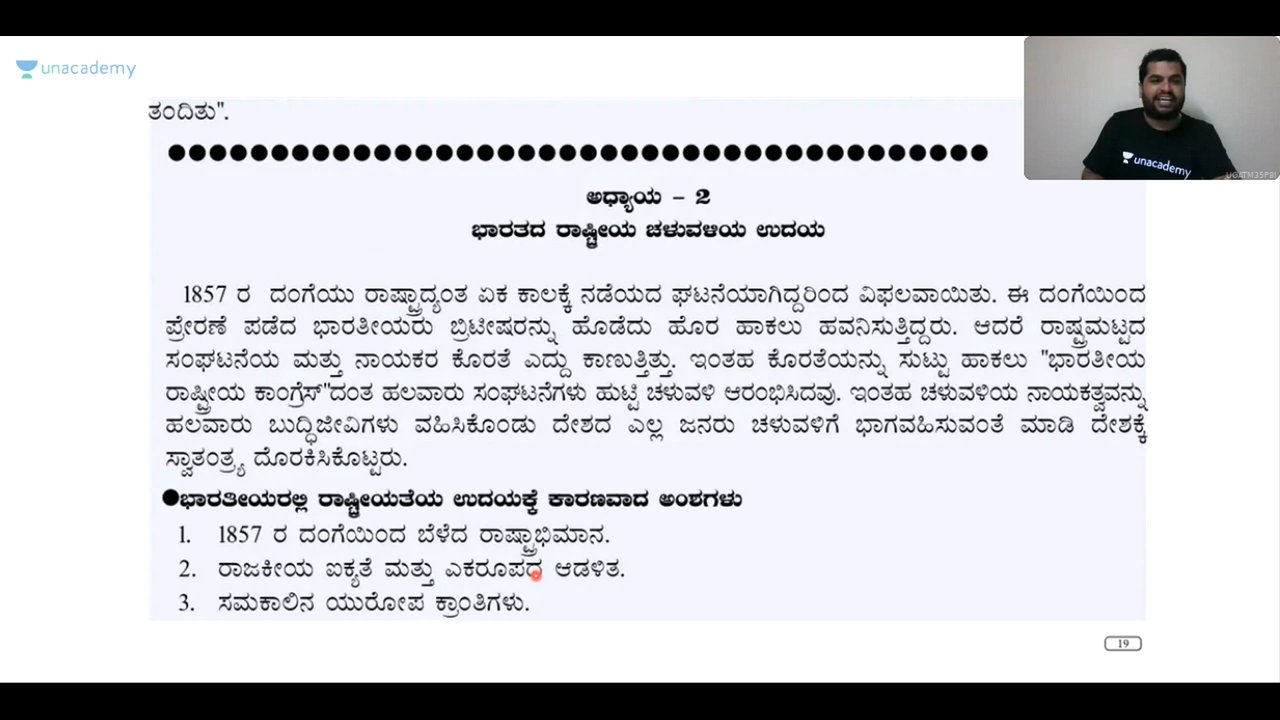 unacademy
ತಂದಿತು".
unacademy
ಅಧ್ಯಾಯ – 2
ಭಾರತದ ರಾಷ್ಟ್ರೀಯ ಚಳುವಳಿಯ ಉದಯ
1857 ರ ದಂಗೆಯು ರಾಷ್ಟ್ರಾದ್ಯಂತ ಏಕ ಕಾಲಕ್ಕೆ ನಡೆಯದ ಘಟನೆಯಾಗಿದ್ದರಿಂದ ವಿಫಲವಾಯಿತು. ಈ ದಂಗೆಯಿಂದ
ಪ್ರೇರಣೆ ಪಡೆದ ಭಾರತೀಯರು ಬ್ರಿಟೀಷರನ್ನು ಹೊಡೆದು ಹೊರ ಹಾಕಲು ಹವನಿಸುತ್ತಿದ್ದರು. ಆದರೆ ರಾಷ್ಟ್ರಮಟ್ಟದ
ಸಂಘಟನೆಯ ಮತ್ತು ನಾಯಕರ ಕೊರತೆ ಎದ್ದು ಕಾಣುತ್ತಿತ್ತು. ಇಂತಹ ಕೊರತೆಯನ್ನು ಸುಟ್ಟು ಹಾಕಲು "ಭಾರತೀಯ
ರಾಷ್ಟ್ರೀಯ ಕಾಂಗ್ರೆಸ್"ದಂತ ಹಲವಾರು ಸಂಘಟನೆಗಳು ಹುಟ್ಟಿ ಚಳುವಳಿ ಆರಂಭಿಸಿದವು. ಇಂತಹ ಚಳುವಳಿಯ ನಾಯಕತ್ವವನ್ನು
ಹಲವಾರು ಬುದ್ಧಿಜೀವಿಗಳು ವಹಿಸಿಕೊಂಡು ದೇಶದ ಎಲ್ಲ ಜನರು ಚಳುವಳಿಗೆ ಭಾಗವಹಿಸುವಂತೆ ಮಾಡಿ ದೇಶಕ್ಕೆ
ಸ್ವಾತಂತ್ರ್ಯ ದೊರಕಿಸಿಕೊಟ್ಟರು.
●ಭಾರತೀಯರಲ್ಲಿ ರಾಷ್ಟ್ರೀಯತೆಯ ಉದಯಕ್ಕೆ ಕಾರಣವಾದ ಅಂಶಗಳು
1. 1857 ರ ದಂಗೆಯಿಂದ ಬೆಳೆದ ರಾಷ್ಟ್ರಾಭಿಮಾನ.
2. ರಾಜಕೀಯ ಐಕ್ಯತೆ ಮತ್ತು ಎಕರೂಪದ ಆಡಳಿತ.
3. ಸಮಕಾಲಿನ ಯುರೋಪ ಕ್ರಾಂತಿಗಳು.
19